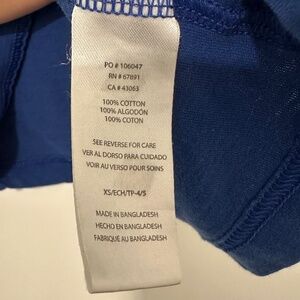 PO # 106047
RN # 67891
CA # 43063
100% COTTON
100% ALGODÓN
100% COTON
SEE REVERSE FOR CARE
VER AL DORSO PARA CUIDADO
VOIR AU VERSO POUR SOINS
XS/ECH/TP-4/5
MADE IN BANGLADESH
HECHO EN BANGLADESH
FABRIQUÉ AU BANGLADESH